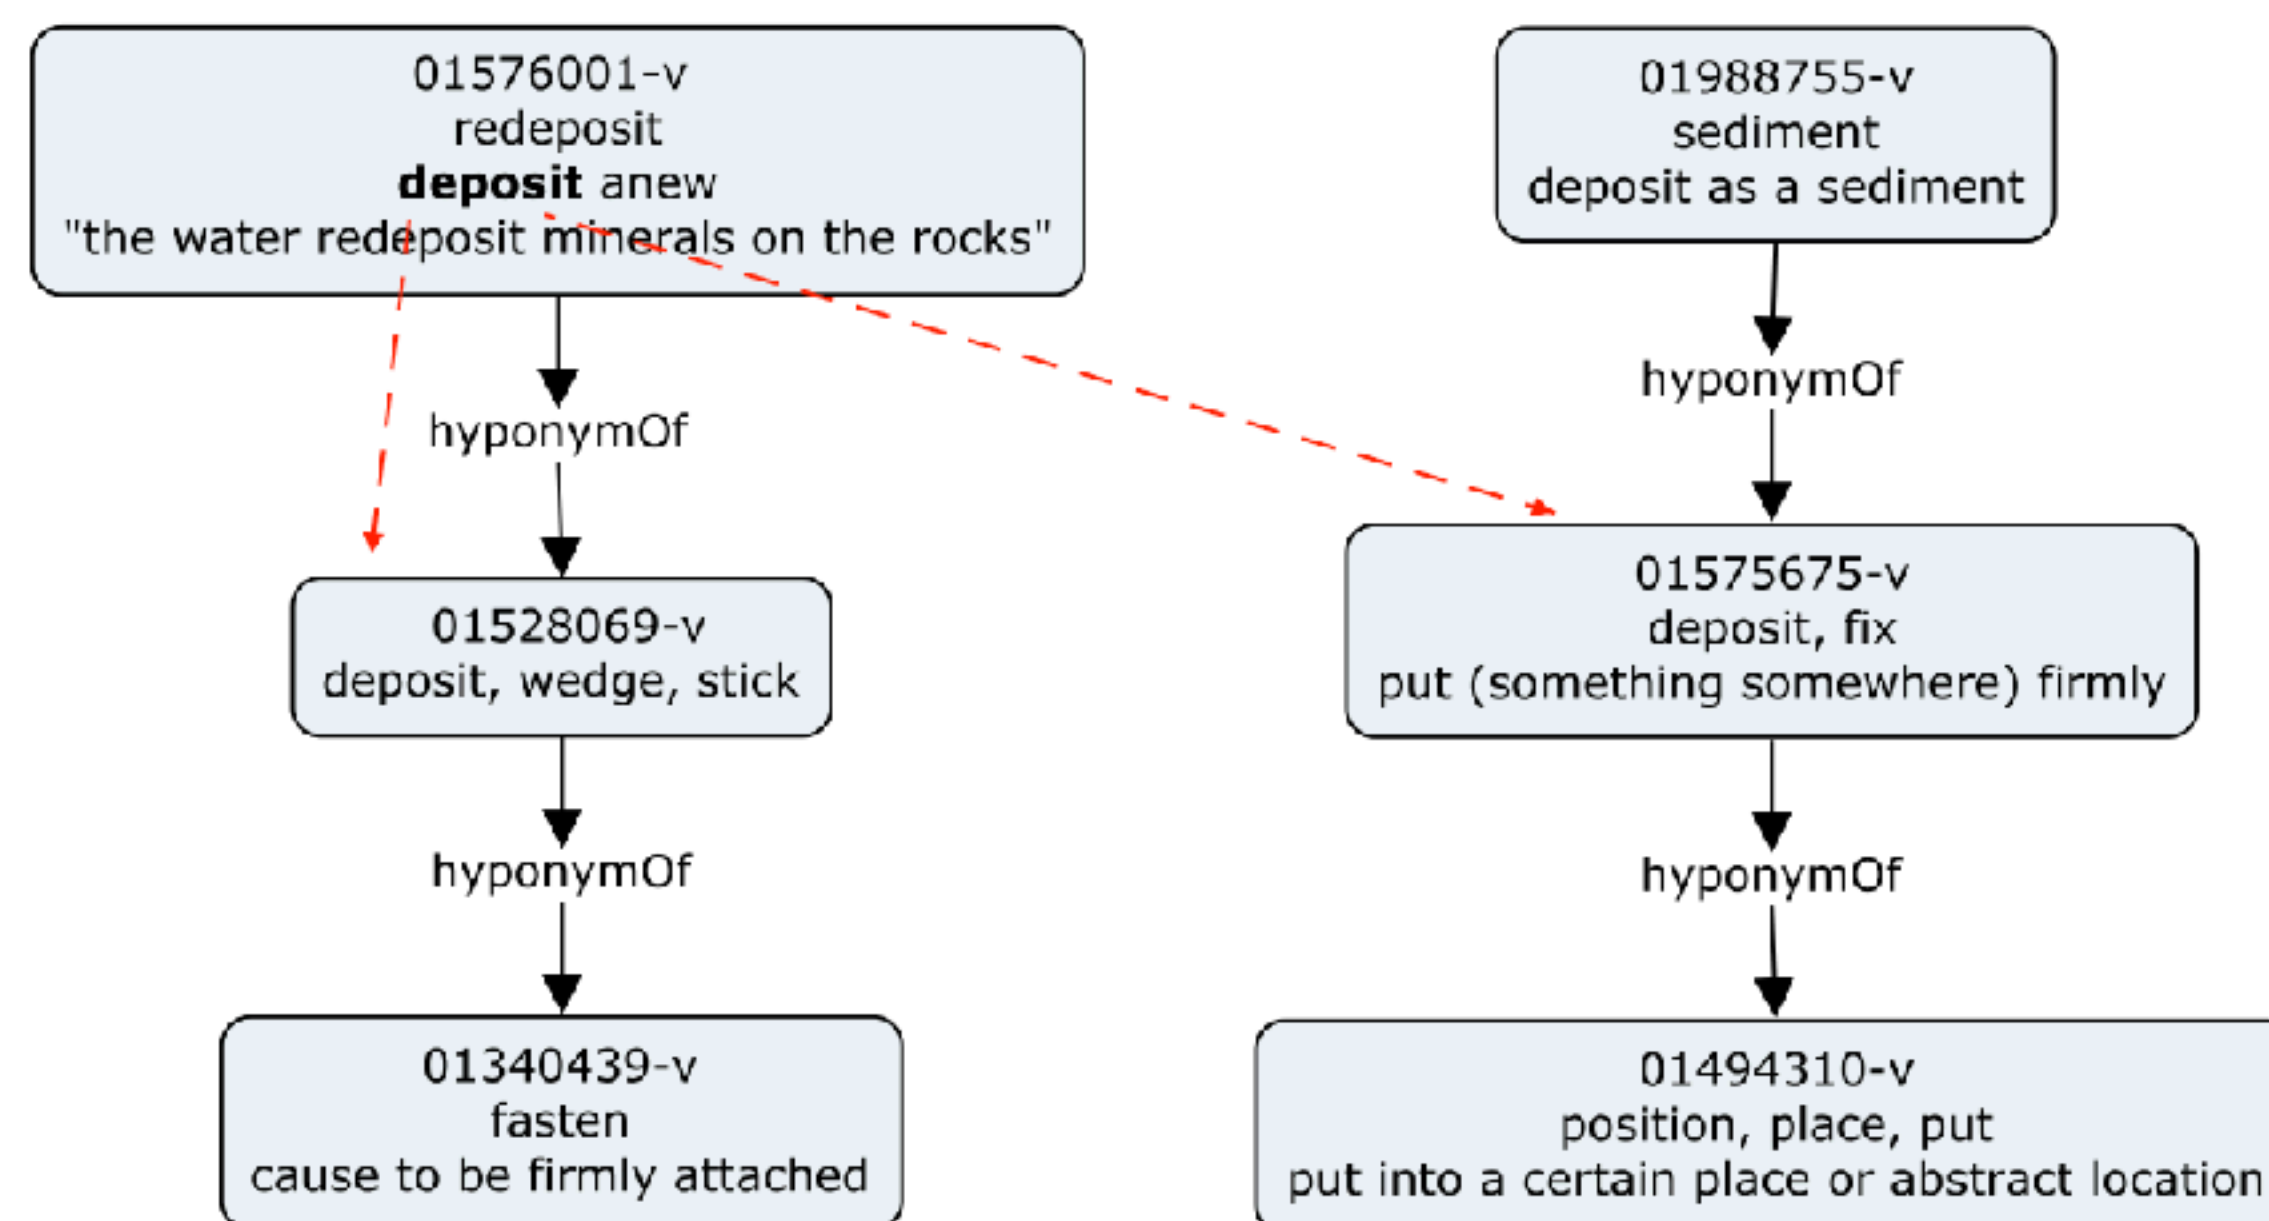 01576001-v
redeposit
deposit anew
"the water redeposit minerals on the rocks"
hyponymOf
01528069-v
deposit, wedge, stick
hyponymOf
01340439-v
fasten
cause to be firmly attached
01988755-v
sediment
deposit as a sediment
hyponymOf
01575675-v
deposit, fix
put (something somewhere) firmly
hyponymOf
01494310-v
position, place, put
put into a certain place or abstract location